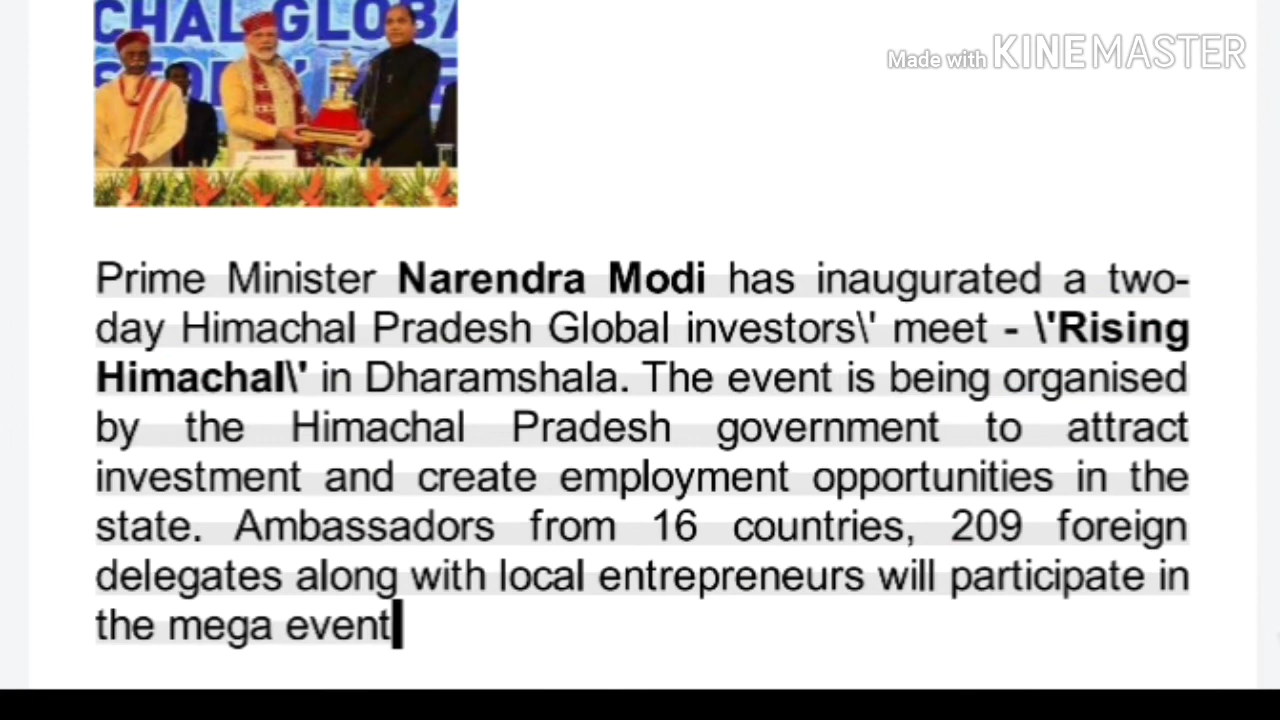 CHAL GLOBA
Made with KINEMASTER
Prime Minister Narendra Modi has inaugurated a two-
day Himachal Pradesh Global investors\' meet - \'Rising
Himachal\' in Dharamshala. The event is being organised
by the Himachal Pradesh government to attract
investment and create employment opportunities in the
state. Ambassadors from 16 countries, 209 foreign
delegates along with local entrepreneurs will participate in
the mega event